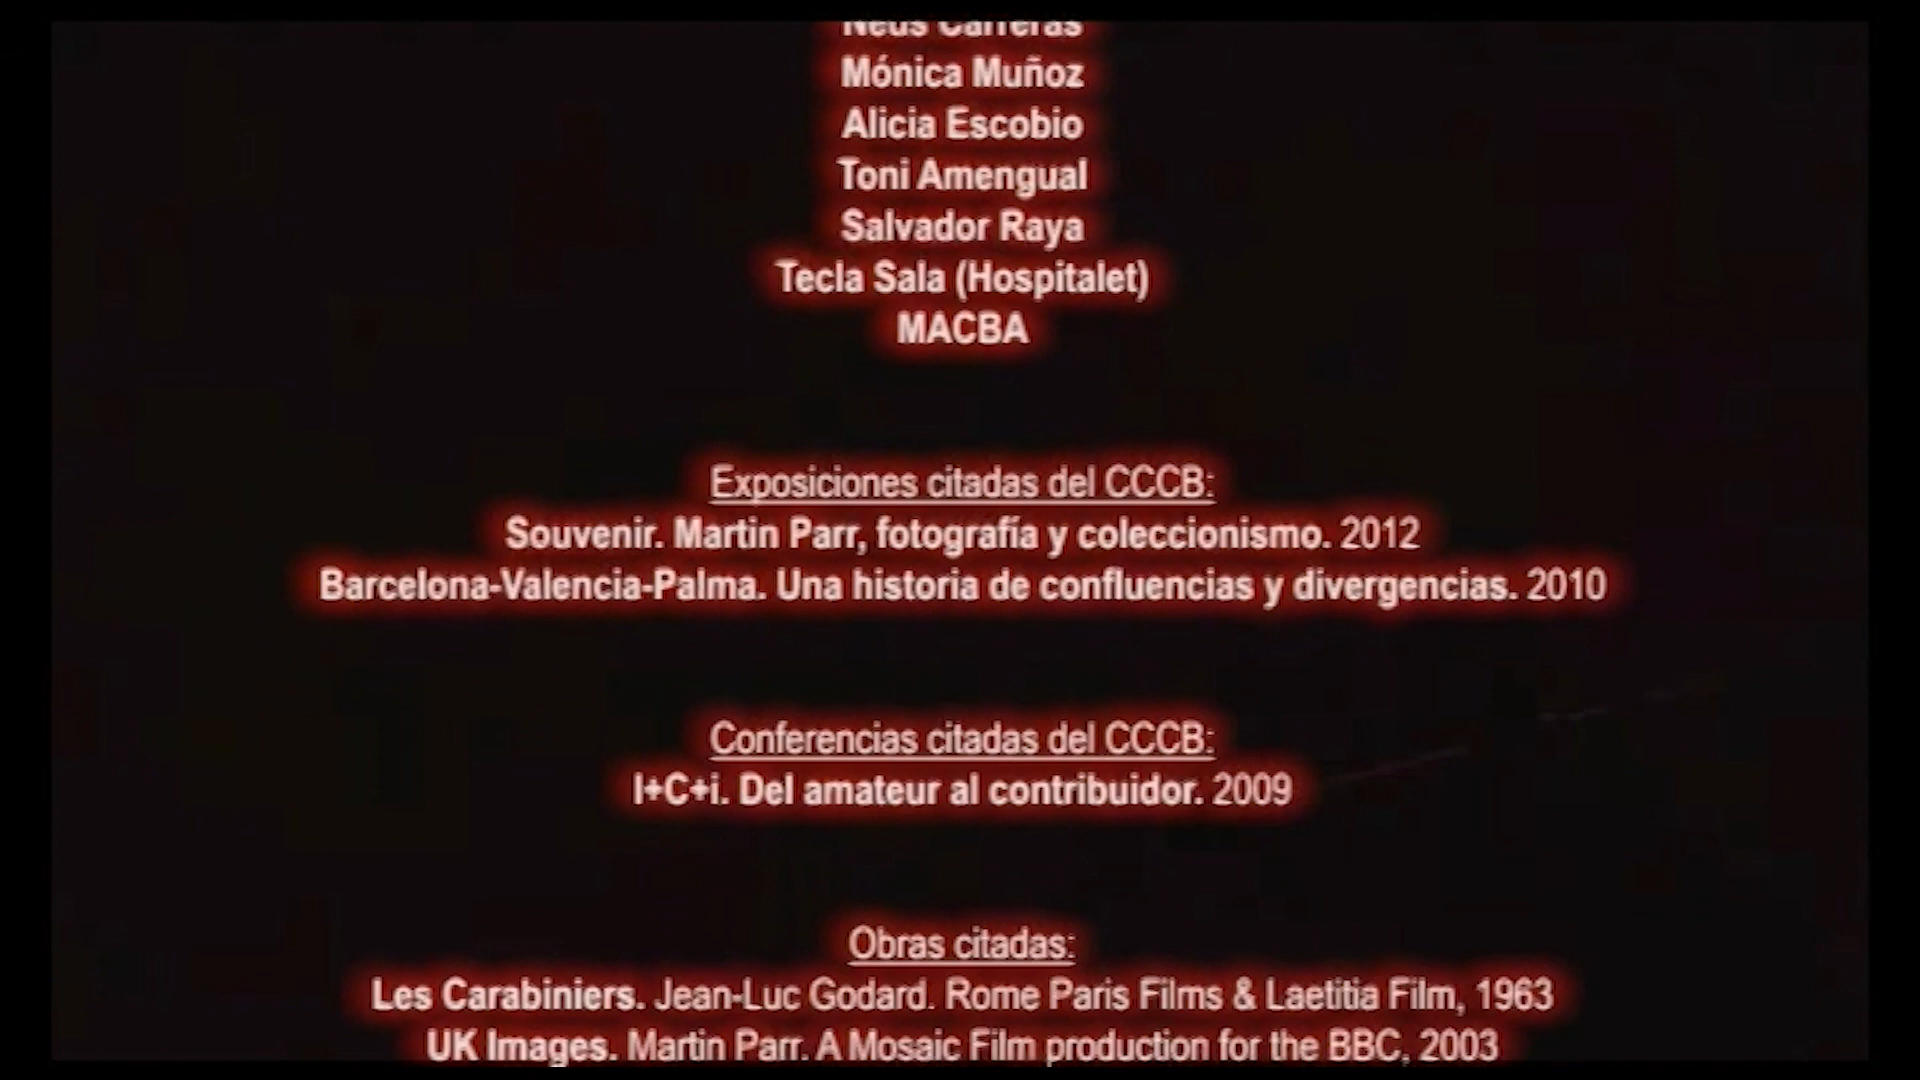 Neus Carreras
Mónica Muñoz
Alicia Escobio
Toni Amengual
Salvador Raya
Tecla Sala (Hospitalet)
MACBA
Exposiciones citadas del CCCB:
Souvenir. Martin Parr, fotografía y coleccionismo. 2012
Barcelona-Valencia-Palma. Una historia de confluencias y divergencias. 2010
Conferencias citadas del CCCB:
I+C+i. Del amateur al contribuidor. 2009
Obras citadas:
Les Carabiniers. Jean-Luc Godard. Rome Paris Films & Laetitia Film, 1963
UK Images. Martin Parr. A Mosaic Film production for the BBC, 2003